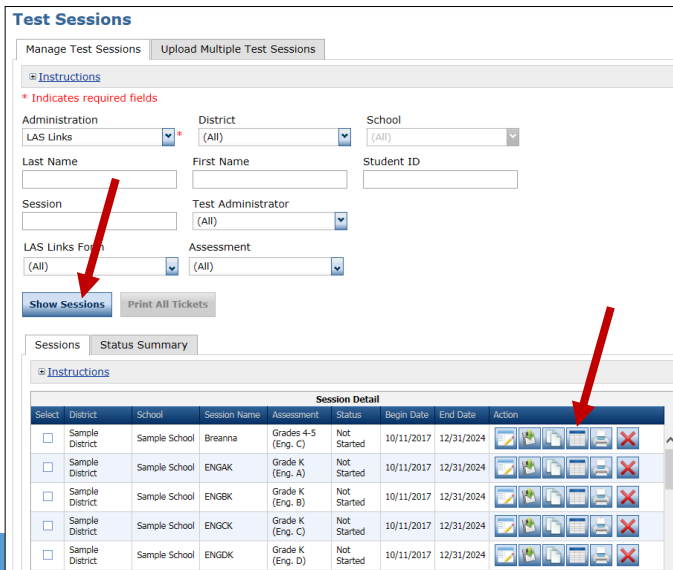 Test Sessions
Manage Test Sessions Upload Multiple Test Sessions
Instructions
* Indicates required fields
Administration District School
LAS Links * (All) (All)
Last Name First Name Student ID
Session Test Administrator
(All)
LAS Links Form Assessment
(All) (All)
Show Sessions Print All Tickets
Sessions Status Summary
Instructions
Session Detail
Select District School Session Name Assessment Status Begin Date End Date Action
Sample District Sample School Breanna Grades 4-5 (Eng. C) Not Started 10/11/2017 12/31/2024
Sample District Sample School ENGAK Grade K (Eng. A) Not Started 10/11/2017 12/31/2024
Sample District Sample School ENGBK Grade K (Eng. B) Not Started 10/11/2017 12/31/2024
Sample District Sample School ENGCK Grade K (Eng. C) Not Started 10/11/2017 12/31/2024
Sample District Sample School ENGDK Grade K (Eng. D) Not Started 10/11/2017 12/31/2024